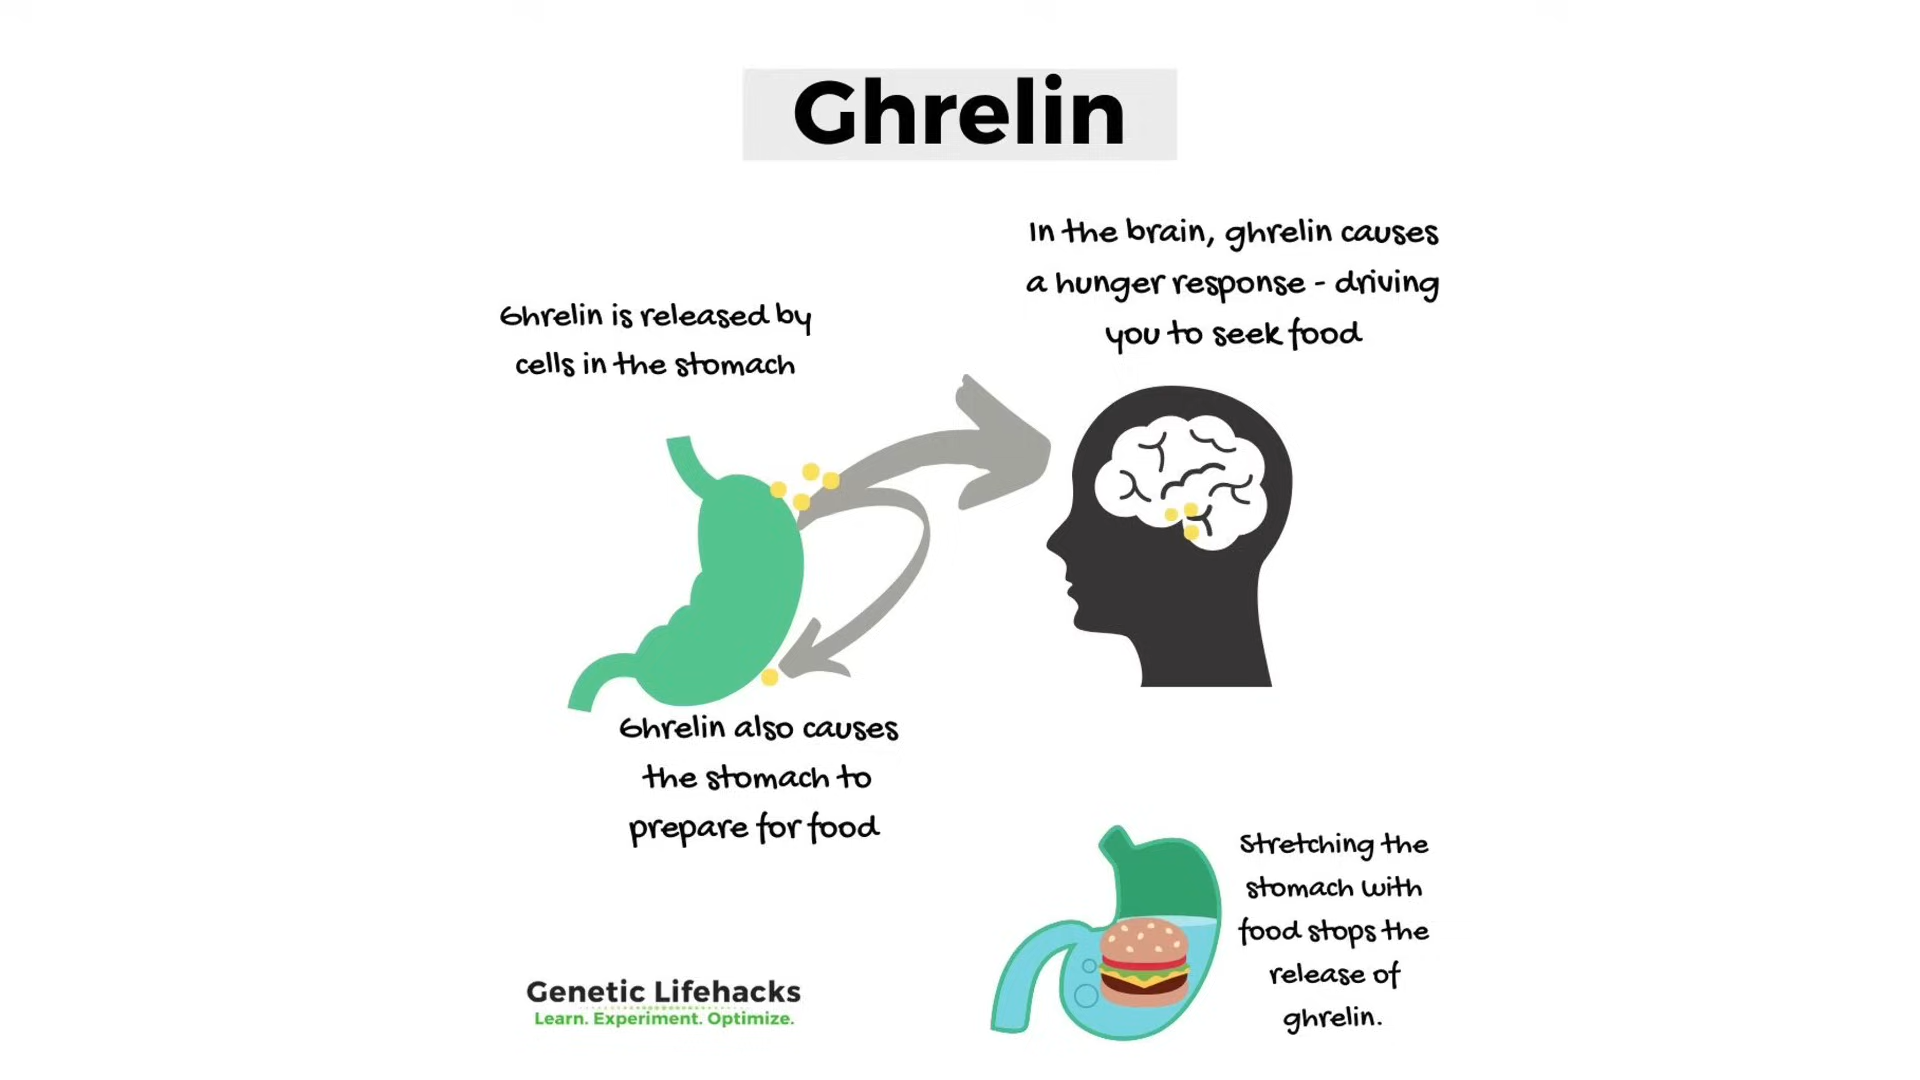 Ghrelin
In the brain, ghrelin causes
a hunger response - driving
you to seek food
Ghrelin is released by
cells in the stomach
Ghrelin also causes
the stomach to
prepare for food
Stretching the
stomach with
food stops the
release of
ghrelin.
Genetic Lifehacks
Learn. Experiment. Optimize.